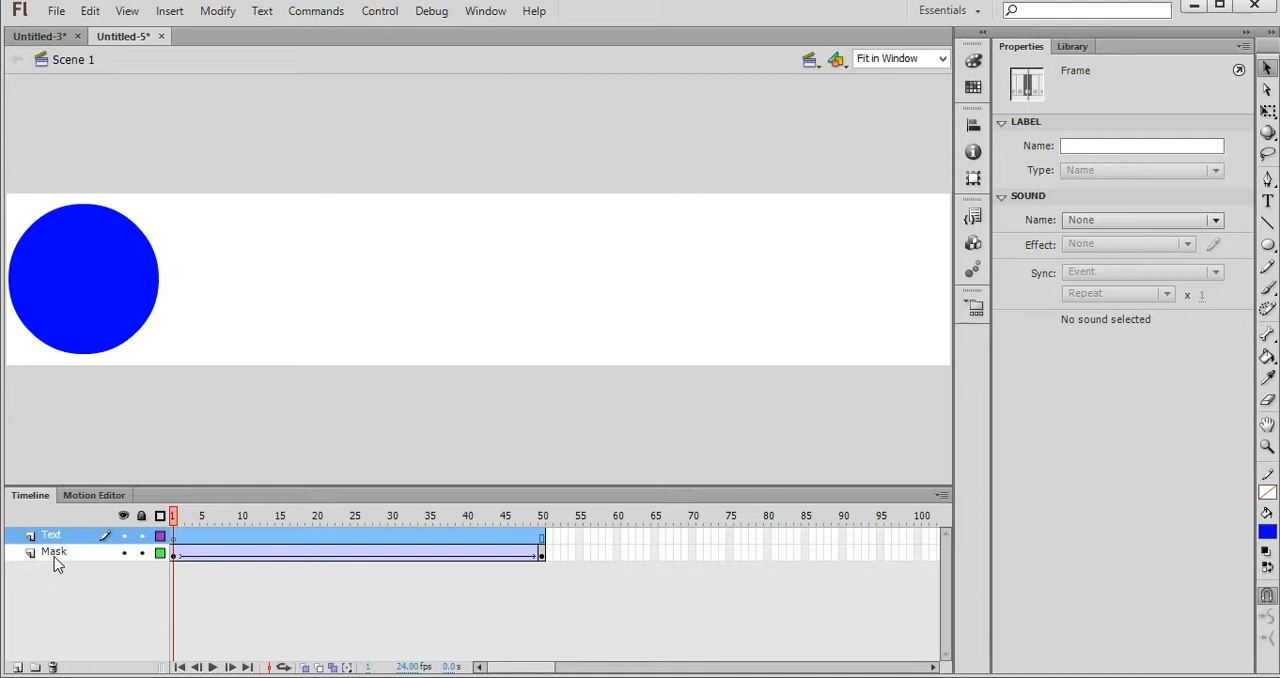 Fl File Edit View Insert Modify Text Commands Control Debug Window Help Essentials
Untitled-3* × Untitled-5* ×
Scene 1 Fit in Window
Properties Library
Frame
LABEL
Name:
Type: Name
SOUND
Name: None
Effect: None
Sync: Event
Repeat x 1
No sound selected
Timeline Motion Editor
1 5 10 15 20 25 30 35 40 45 50 55 60 65 70 75 80 85 90 95 100
Text
Mask
1 24.00 fps 0.0 s